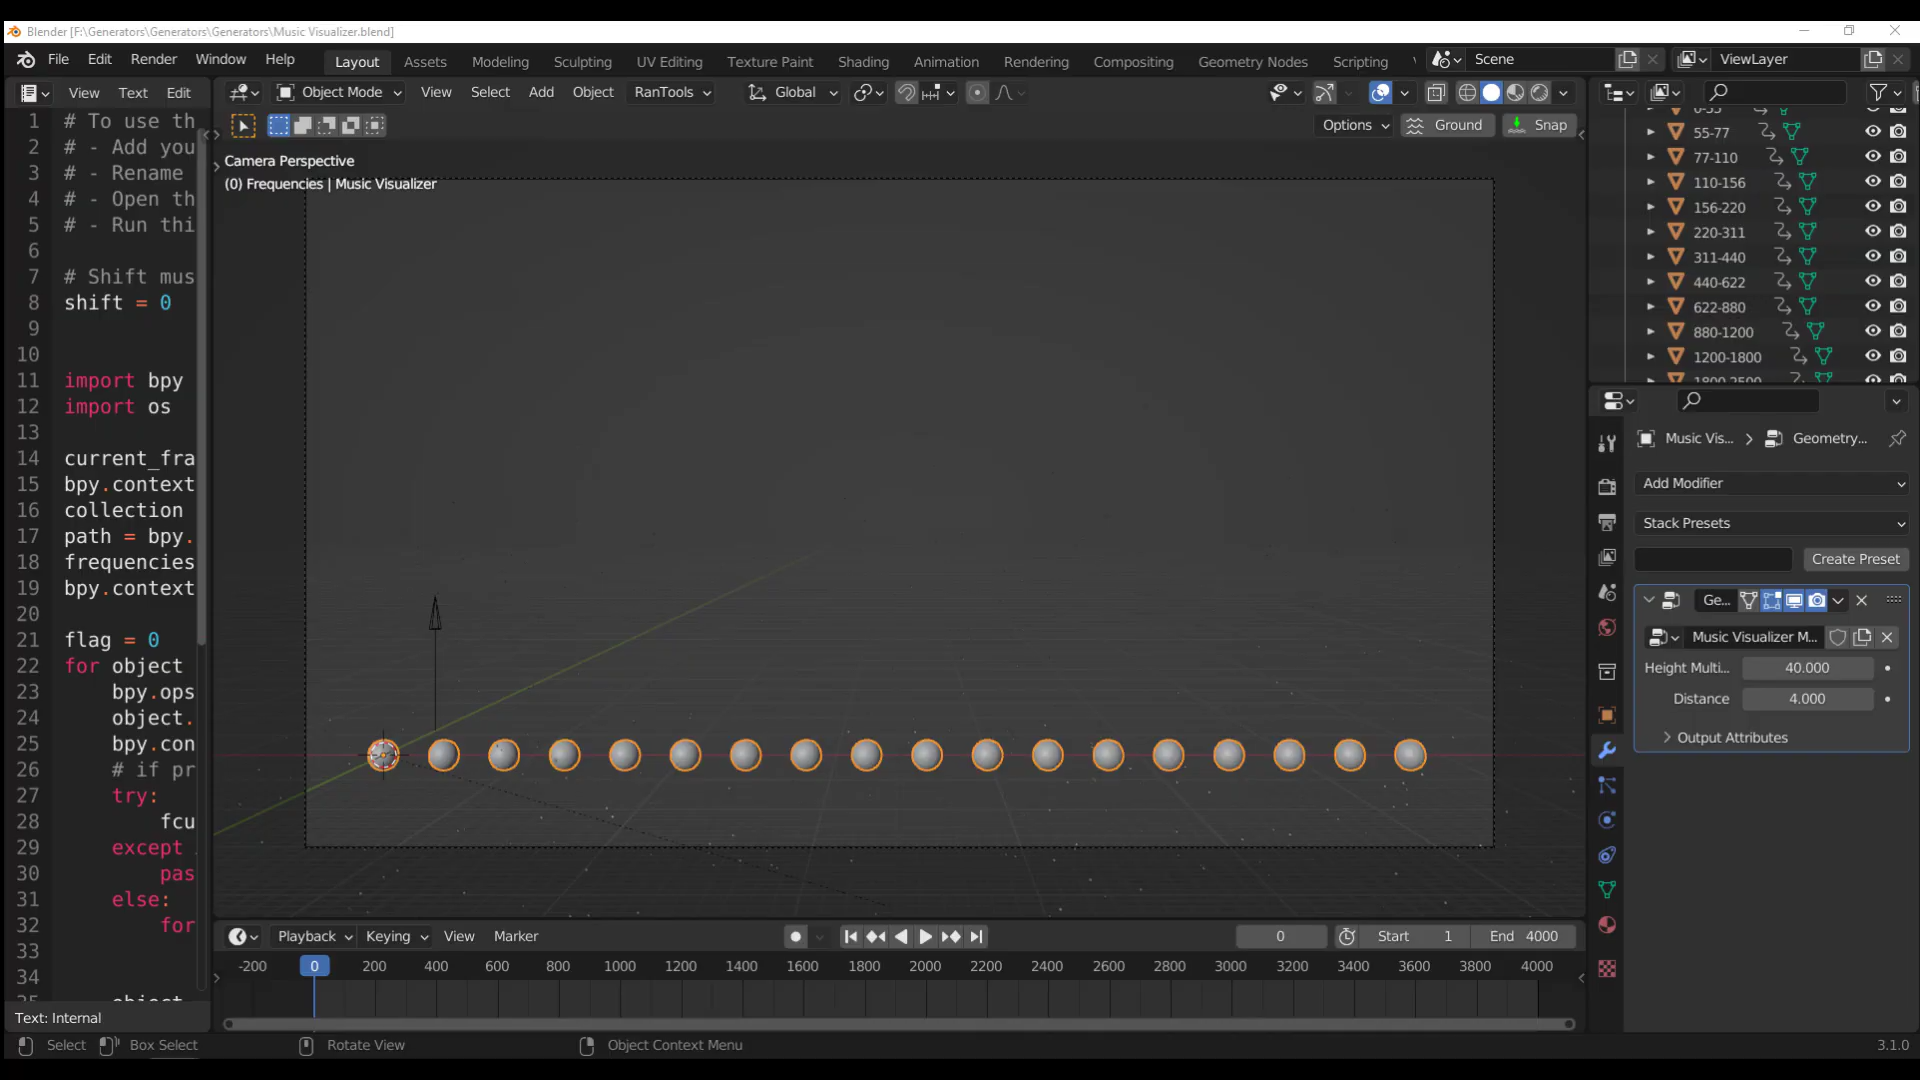 Blender [F:\Generators\Generators\Generators\Music Visualizer.blend]
File Edit Render Window Help Layout Assets Modeling Sculpting UV Editing Texture Paint Shading Animation Rendering Compositing Geometry Nodes Scripting Scene ViewLayer
View Text Edit Object Mode View Select Add Object RanTools Global
Options Ground Snap
Camera Perspective
(0) Frequencies | Music Visualizer
1 # To use th
2 # - Add you
3 # - Rename
4 # - Open th
5 # - Run thi
6
7 # Shift mus
8 shift = 0
9
10
11 import bpy
12 import os
13
14 current_fra
15 bpy.context
16 collection
17 path = bpy.
18 frequencies
19 bpy.context
20
21 flag = 0
22 for object
23 bpy.ops
24 object.
25 bpy.con
26 # if pr
27 try:
28 fcu
29 except
30 pas
31 else:
32 for
33
34
35 object
Text: Internal
55-77
77-110
110-156
156-220
220-311
311-440
440-622
622-880
880-1200
1200-1800
1800-2500
Music Vis... Geometry...
Add Modifier
Stack Presets
Create Preset
Ge...
Music Visualizer M...
Height Multi... 40.000
Distance 4.000
Output Attributes
Playback Keying View Marker 0 Start 1 End 4000
-200 0 200 400 600 800 1000 1200 1400 1600 1800 2000 2200 2400 2600 2800 3000 3200 3400 3600 3800 4000
Select Box Select Rotate View Object Context Menu 3.1.0